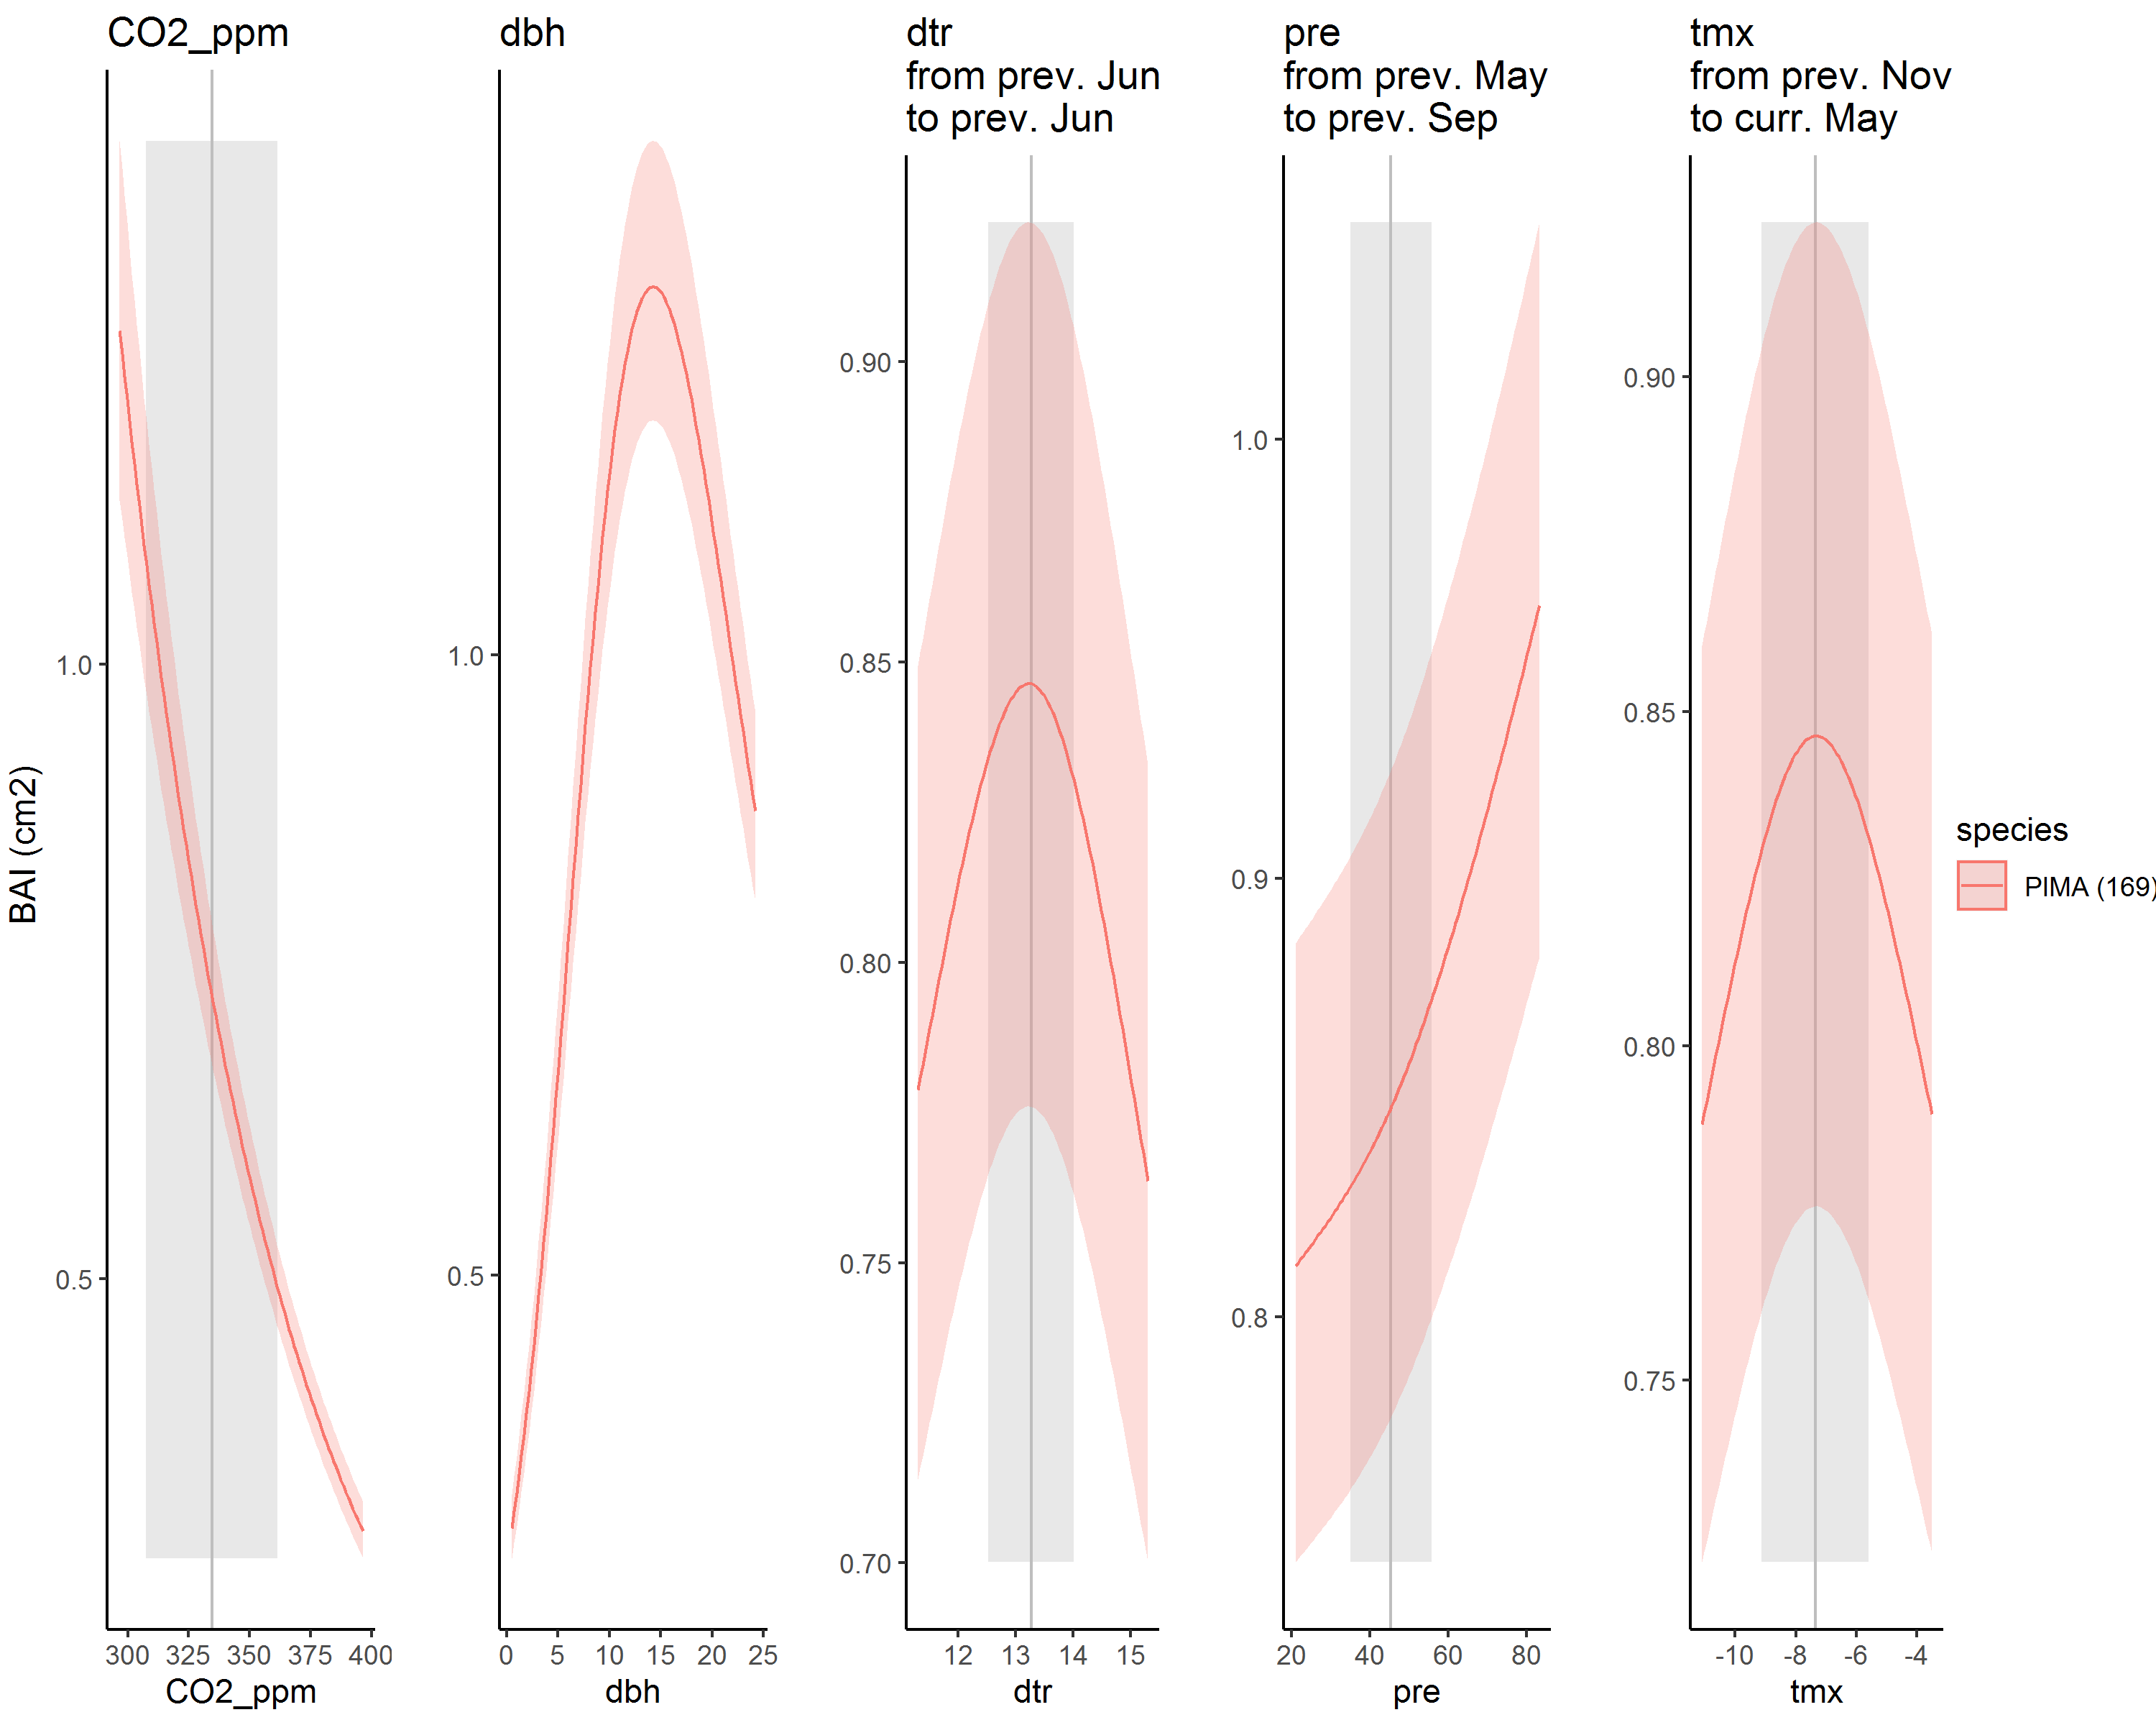 CO2_ppm
dbh
dtr
from prev. Jun
to prev. Jun
pre
from prev. May
to prev. Sep
tmx
from prev. Nov
to curr. May
BAI (cm2)
1.0
0.5
300 325 350 375 400
CO2_ppm
1.0
0.5
0 5 10 15 20 25
dbh
0.90
0.85
0.80
0.75
0.70
12 13 14 15
dtr
1.0
0.9
0.8
20 40 60 80
pre
0.90
0.85
0.80
0.75
-10 -8 -6 -4
tmx
species
PIMA (169)